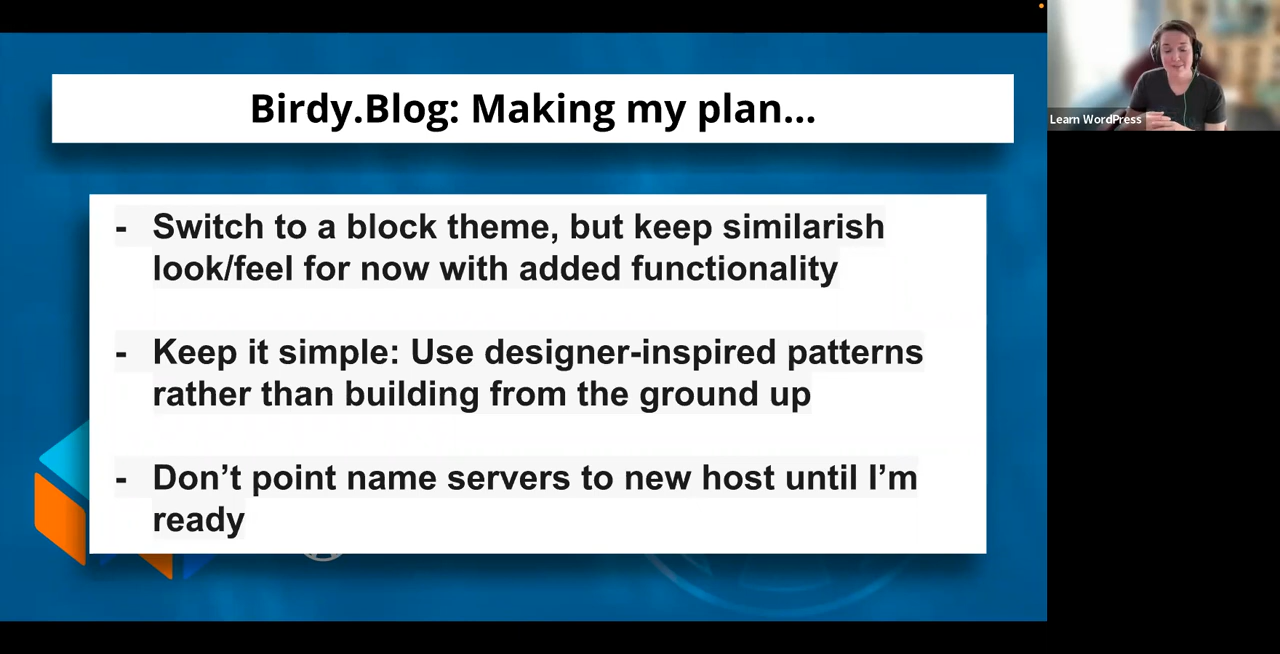 Birdy.Blog: Making my plan...
Learn WordPress
- Switch to a block theme, but keep similarish
look/feel for now with added functionality
- Keep it simple: Use designer-inspired patterns
rather than building from the ground up
- Don’t point name servers to new host until I’m
ready